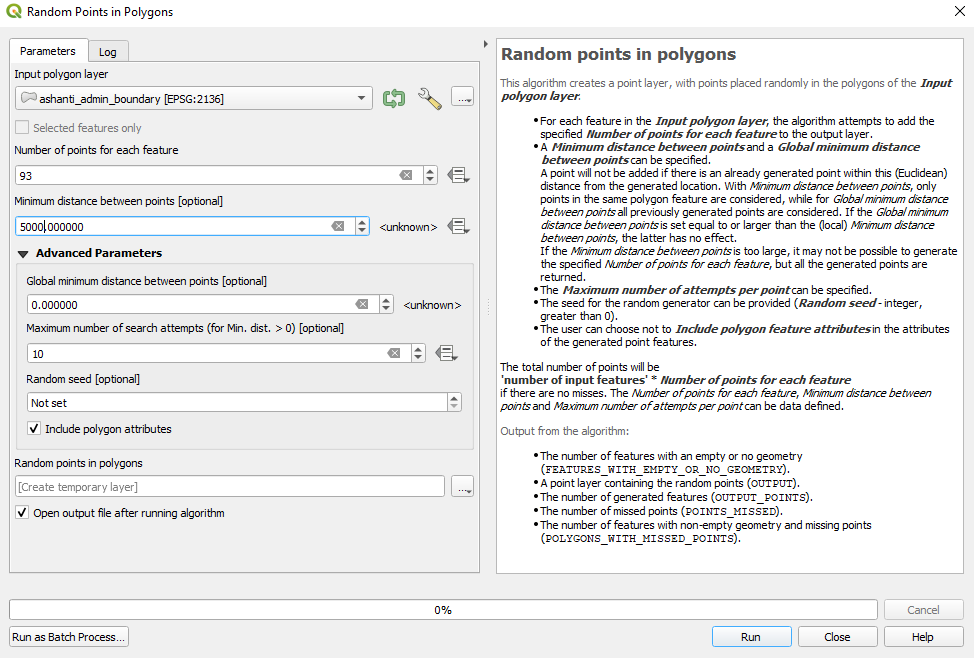 Random Points in Polygons
Parameters
Log
Input polygon layer
ashanti_admin_boundary [EPSG:2136]
...
Selected features only
Number of points for each feature
93
Minimum distance between points [optional]
5000.000000
<unknown>
Advanced Parameters
Global minimum distance between points [optional]
0.000000
<unknown>
Maximum number of search attempts (for Min. dist. > 0) [optional]
10
Random seed [optional]
Not set
Include polygon attributes
Random points in polygons
[Create temporary layer]
...
Open output file after running algorithm
Random points in polygons
This algorithm creates a point layer, with points placed randomly in the polygons of the Input
polygon layer.
•For each feature in the Input polygon layer, the algorithm attempts to add the
specified Number of points for each feature to the output layer.
•A Minimum distance between points and a Global minimum distance
between points can be specified.
A point will not be added if there is an already generated point within this (Euclidean)
distance from the generated location. With Minimum distance between points, only
points in the same polygon feature are considered, while for Global minimum distance
between points all previously generated points are considered. If the Global minimum
distance between points is set equal to or larger than the (local) Minimum distance
between points, the latter has no effect.
If the Minimum distance between points is too large, it may not be possible to generate
the specified Number of points for each feature, but all the generated points are
returned.
•The Maximum number of attempts per point can be specified.
•The seed for the random generator can be provided (Random seed - integer,
greater than 0).
•The user can choose not to Include polygon feature attributes in the attributes
of the generated point features.
The total number of points will be
'number of input features' * Number of points for each feature
if there are no misses. The Number of points for each feature, Minimum distance between
points and Maximum number of attempts per point can be data defined.
Output from the algorithm:
•The number of features with an empty or no geometry
(FEATURES_WITH_EMPTY_OR_NO_GEOMETRY).
•A point layer containing the random points (OUTPUT).
•The number of generated features (OUTPUT_POINTS).
•The number of missed points (POINTS_MISSED).
•The number of features with non-empty geometry and missing points
(POLYGONS_WITH_MISSED_POINTS).
0%
Cancel
Run as Batch Process...
Run
Close
Help